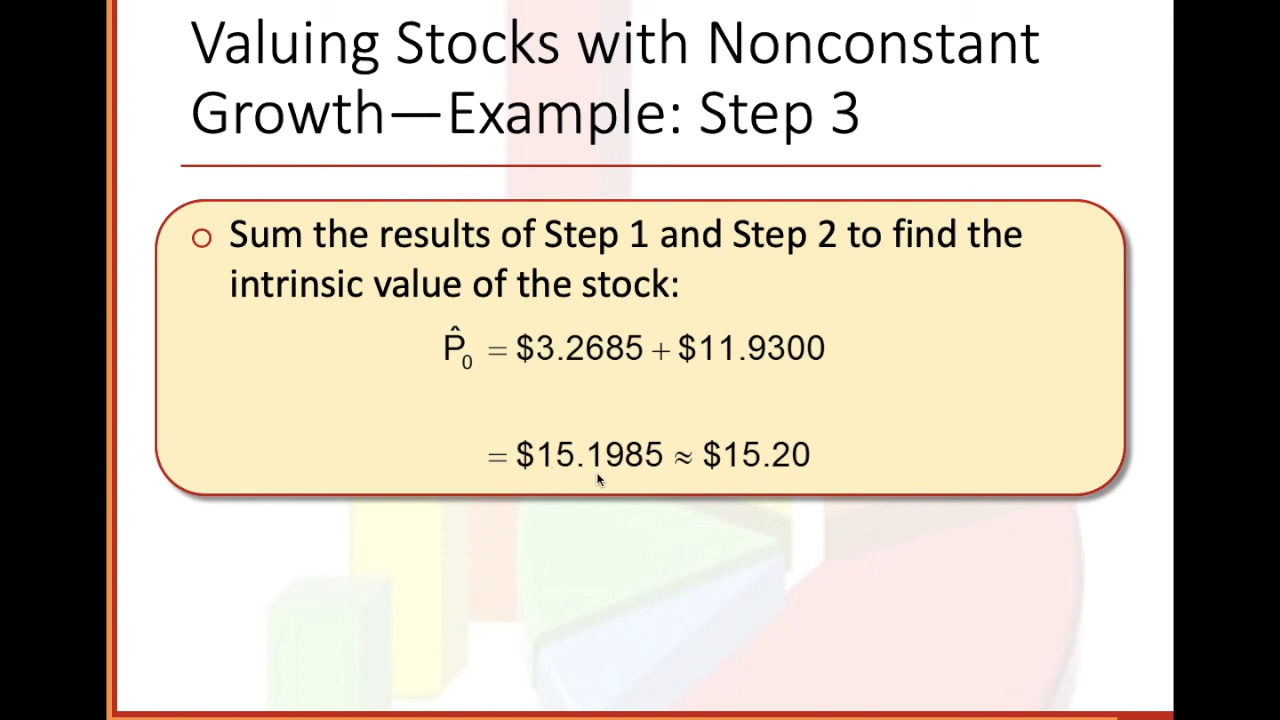 Valuing Stocks with Nonconstant
Growth—Example: Step 3
Sum the results of Step 1 and Step 2 to find the
intrinsic value of the stock:
P̂₀ = $3.2685 + $11.9300
= $15.1985 ≈ $15.20